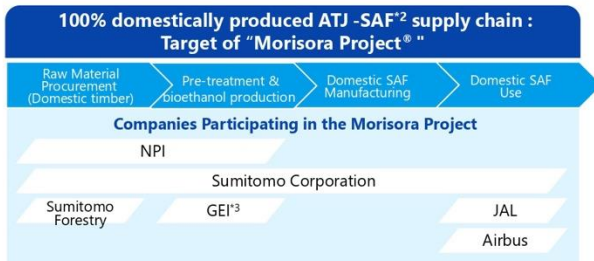 100% domestically produced ATJ -SAF*2 supply chain :
Target of “Morisora Project® "
Raw Material
Procurement
(Domestic timber)
Pre-treatment &
bioethanol production
Domestic SAF
Manufacturing
Domestic SAF
Use
Companies Participating in the Morisora Project
NPI
Sumitomo Corporation
Sumitomo
Forestry
GEI*3
JAL
Airbus